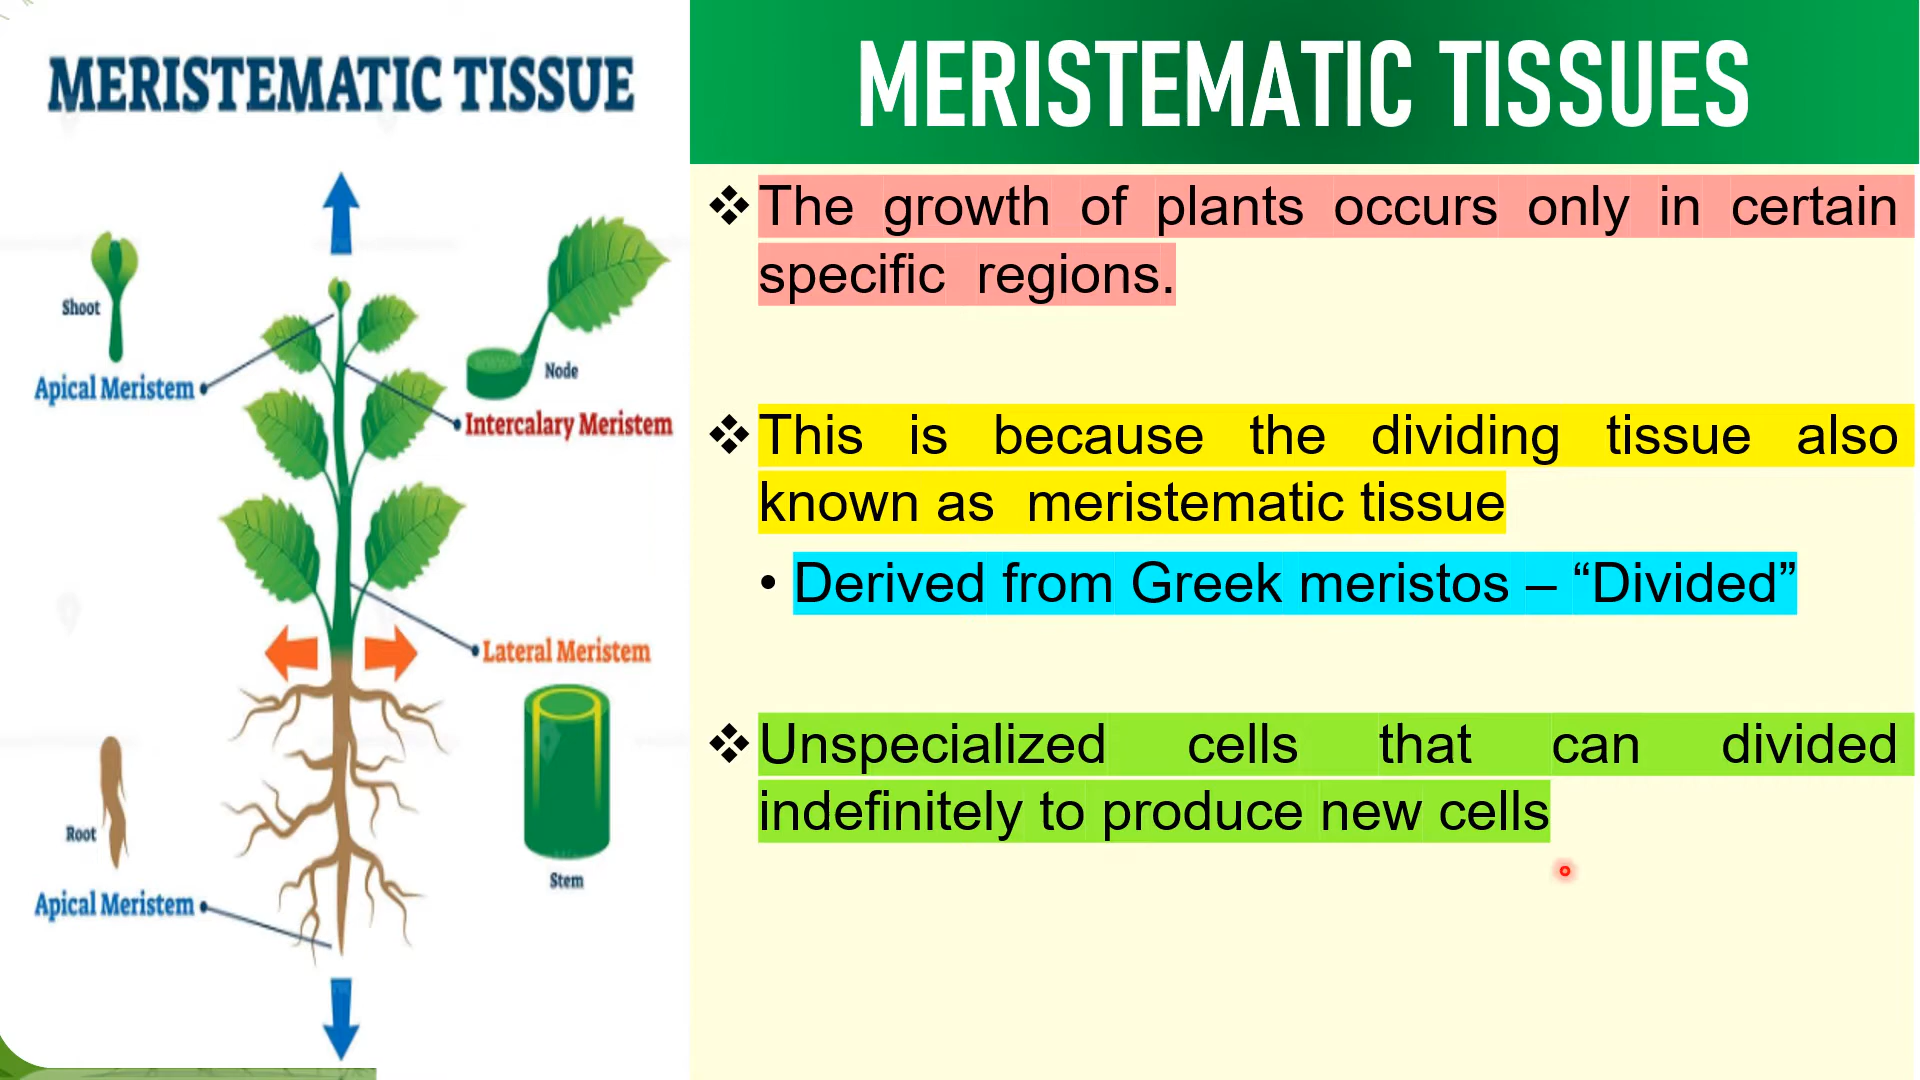 MERISTEMATIC TISSUE
Shoot
Apical Meristem
Node
Intercalary Meristem
Lateral Meristem
Root
Stem
Apical Meristem
MERISTEMATIC TISSUES
❖The growth of plants occurs only in certain
specific regions.
❖This is because the dividing tissue also
known as meristematic tissue
• Derived from Greek meristos – “Divided”
❖Unspecialized cells that can divided
indefinitely to produce new cells